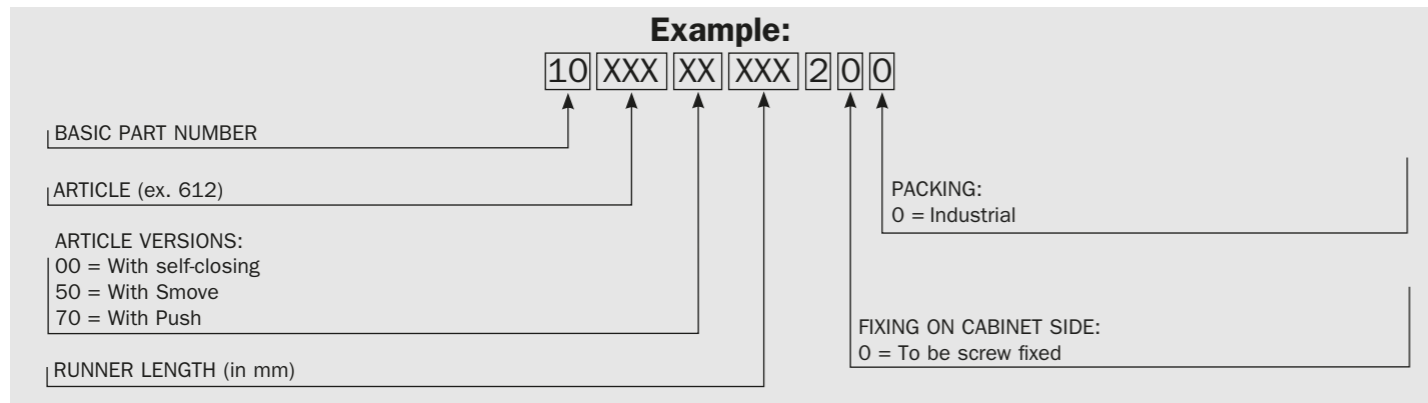 Example:
10 XXX XX XXX 2 0 0
BASIC PART NUMBER
ARTICLE (ex. 612)
ARTICLE VERSIONS:
00 = With self-closing
50 = With Smove
70 = With Push
RUNNER LENGTH (in mm)
PACKING:
0 = Industrial
FIXING ON CABINET SIDE:
0 = To be screw fixed